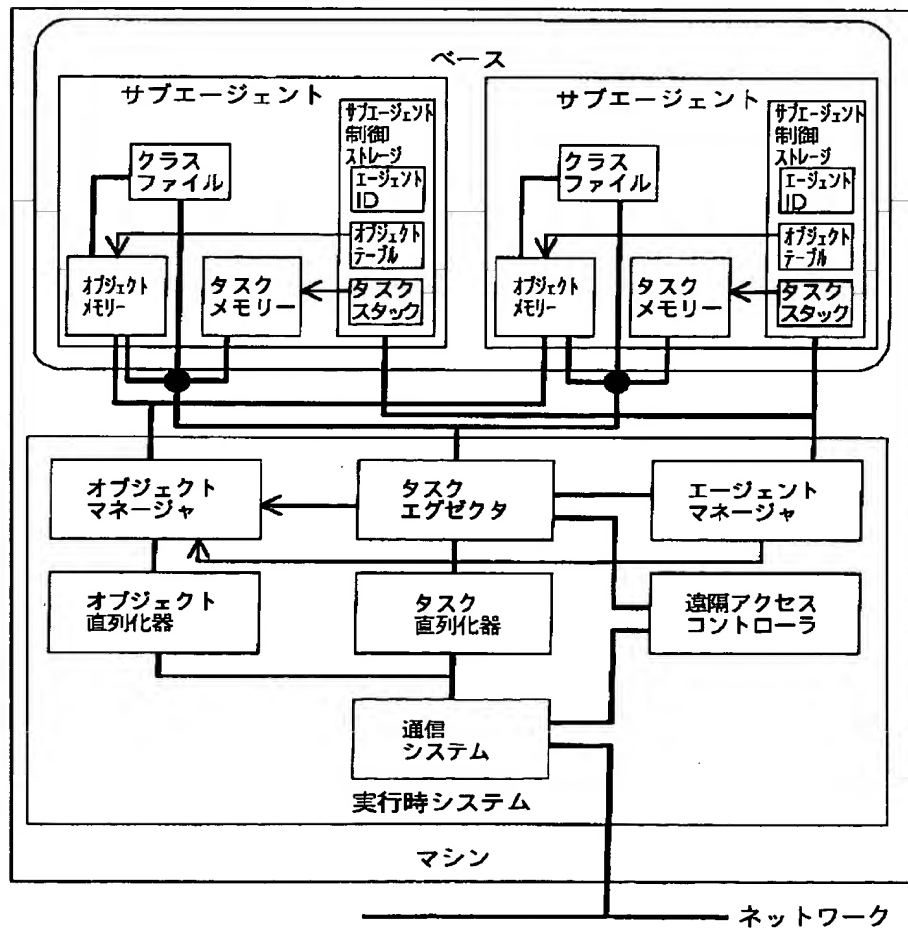 ベース
サブエージェント
サブエージェント
制御
ストレージ
エージェント
ID
オブジェクト
テーブル
タスク
スタック
クラス
ファイル
オブジェクト
メモリー
タスク
メモリー
サブエージェント
サブエージェント
制御
ストレージ
エージェント
ID
オブジェクト
テーブル
タスク
スタック
クラス
ファイル
オブジェクト
メモリー
タスク
メモリー
オブジェクト
マネージャ
タスク
エグゼクタ
エージェント
マネージャ
オブジェクト
直列化器
タスク
直列化器
遠隔アクセス
コントローラ
通信
システム
実行時システム
マシン
ネットワーク